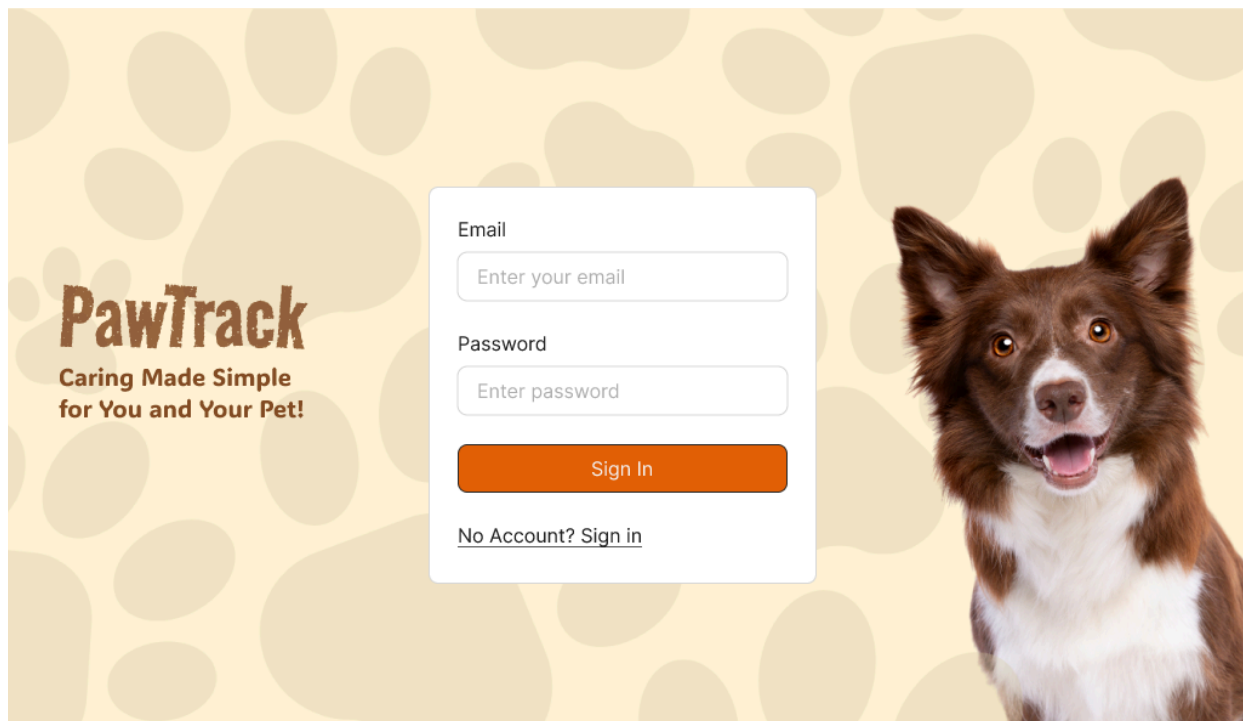 PawTrack
Caring Made Simple
for You and Your Pet!
Email
Enter your email
Password
Enter password
Sign In
No Account? Sign in